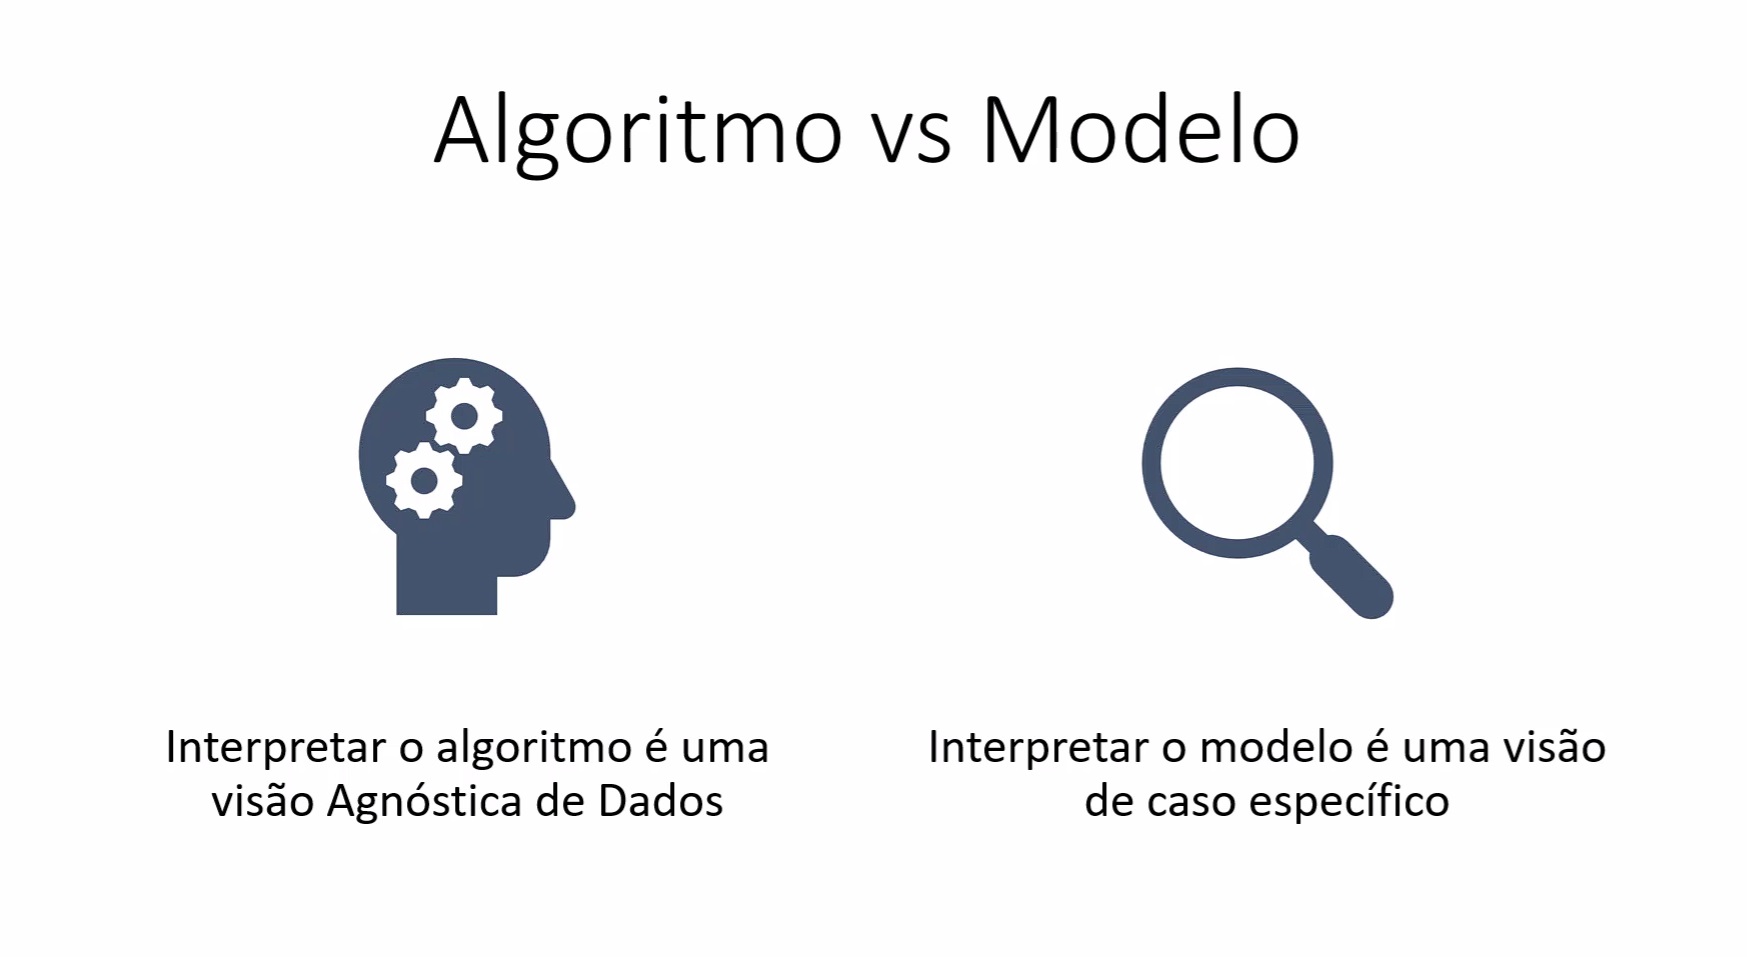 Algoritmo vs Modelo
Interpretar o algoritmo é uma
visão Agnóstica de Dados
Interpretar o modelo é uma visão
de caso específico